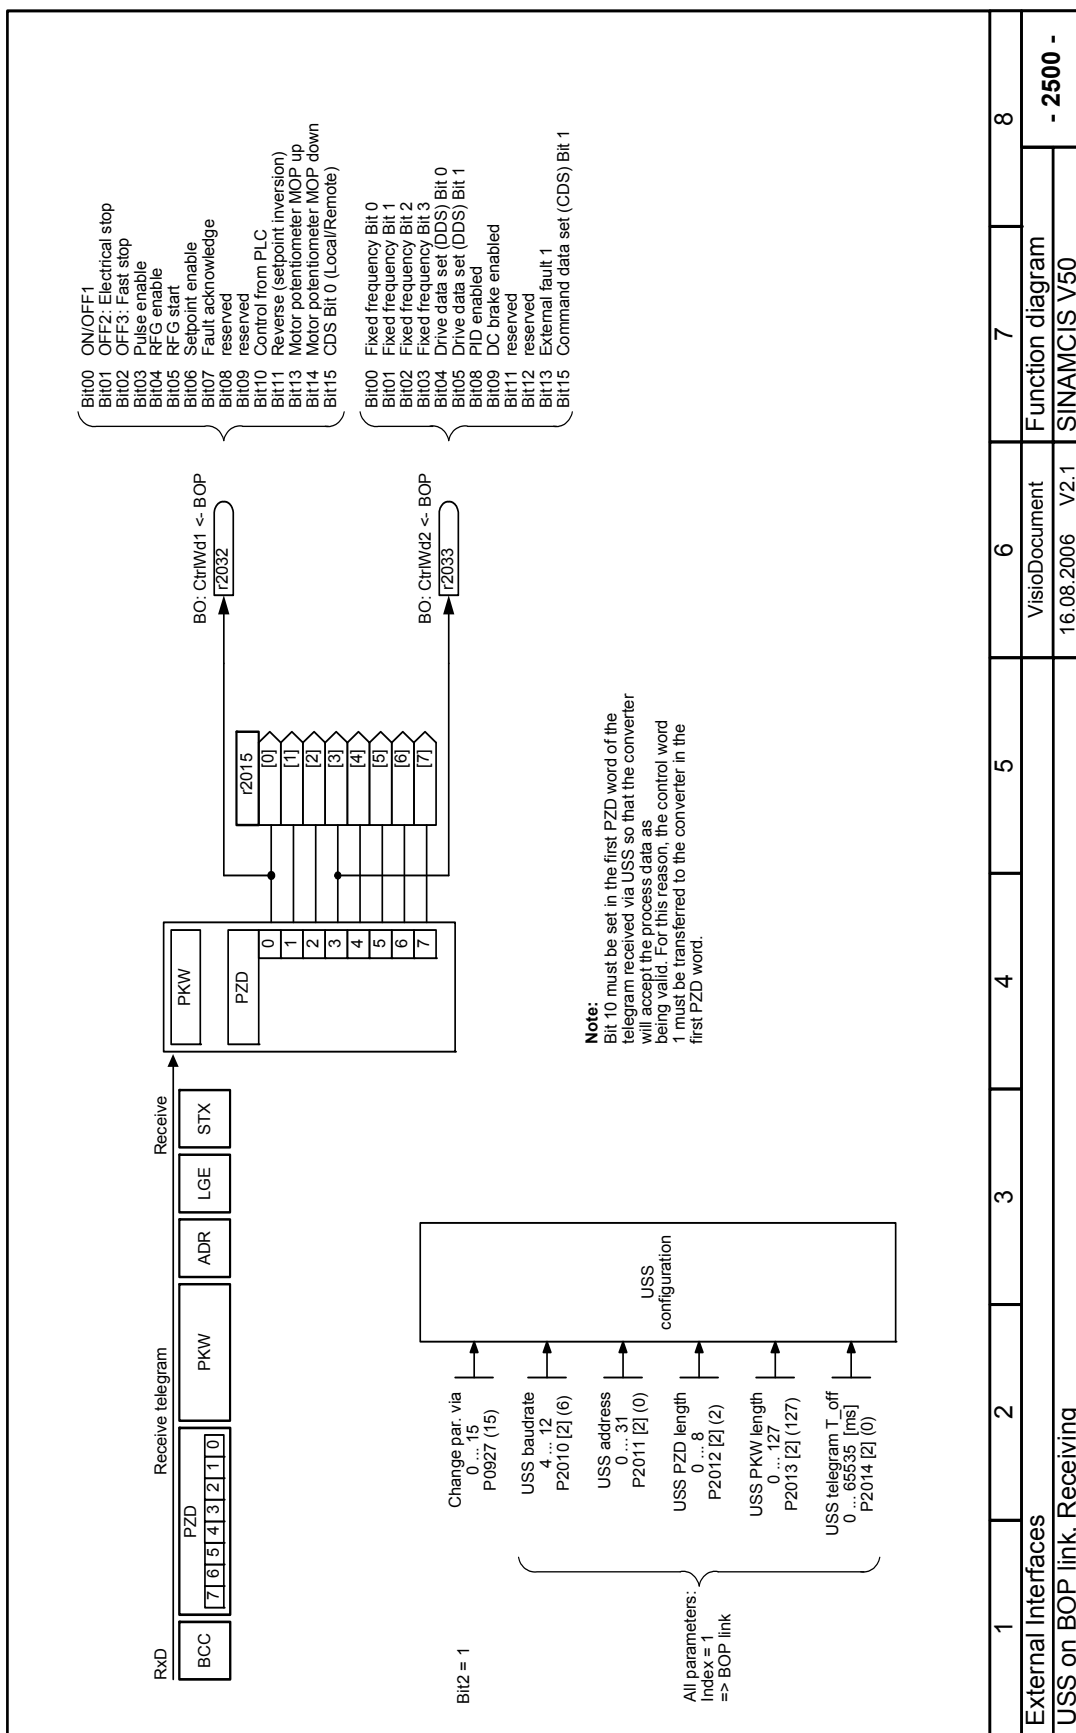 RxD
Receive telegram
Receive
BCC
PZD
7 6 5 4 3 2 1 0
PKW
ADR
LGE
STX
PKW
PZD
0
1
2
3
4
5
6
7
r2015
[0]
[1]
[2]
[3]
[4]
[5]
[6]
[7]
BO: CtrlWd1 <- BOP
r2032
BO: CtrlWd2 <- BOP
r2033
Bit00 ON/OFF1
Bit01 OFF2: Electrical stop
Bit02 OFF3: Fast stop
Bit03 Pulse enable
Bit04 RFG enable
Bit05 RFG start
Bit06 Setpoint enable
Bit07 Fault acknowledge
Bit08 reserved
Bit09 reserved
Bit10 Control from PLC
Bit11 Reverse (setpoint inversion)
Bit13 Motor potentiometer MOP up
Bit14 Motor potentiometer MOP down
Bit15 CDS Bit 0 (Local/Remote)
Bit00 Fixed frequency Bit 0
Bit01 Fixed frequency Bit 1
Bit02 Fixed frequency Bit 2
Bit03 Fixed frequency Bit 3
Bit04 Drive data set (DDS) Bit 0
Bit05 Drive data set (DDS) Bit 1
Bit08 PID enabled
Bit09 DC brake enabled
Bit11 reserved
Bit12 reserved
Bit13 External fault 1
Bit15 Command data set (CDS) Bit 1
Bit2 = 1
Change par. via
0 ... 15
P0927 (15)
USS baudrate
4 ... 12
P2010 [2] (6)
USS address
0 ... 31
P2011 [2] (0)
USS PZD length
0 ... 8
P2012 [2] (2)
USS PKW length
0 ... 127
P2013 [2] (127)
USS telegram T_off
0 ... 65535 [ms]
P2014 [2] (0)
All parameters:
Index = 1
=> BOP link
USS
configuration
Note:
Bit 10 must be set in the first PZD word of the
telegram received via USS so that the converter
will accept the process data as
being valid. For this reason, the control word
1 must be transferred to the converter in the
first PZD word.
1 2 3 4 5 6 7 8
External Interfaces
VisioDocument
Function diagram
- 2500 -
USS on BOP link, Receiving
16.08.2006 V2.1
SINAMCIS V50